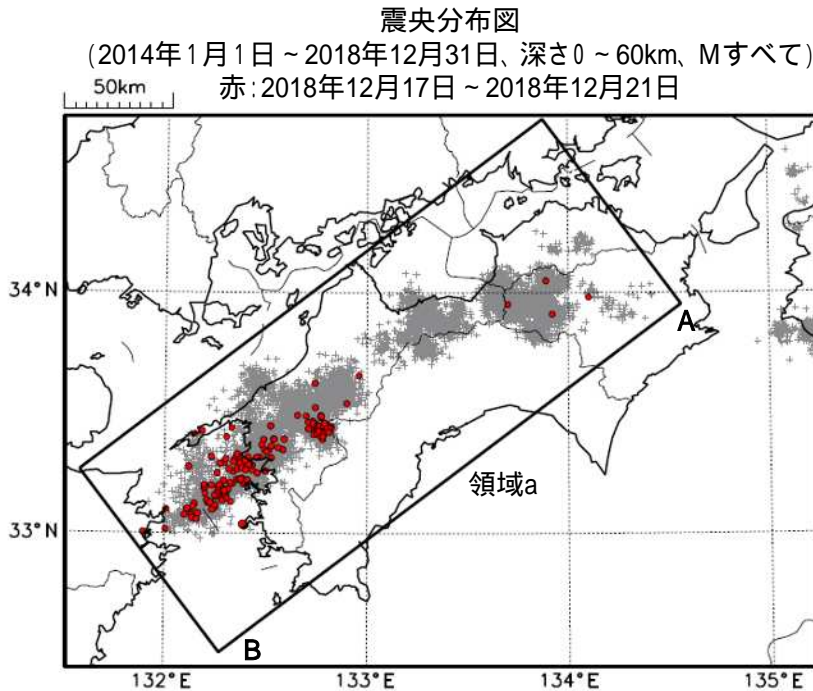 震央分布図
(2014年1月1日～2018年12月31日、深さ0～60km、Mすべて)
赤:2018年12月17日～2018年12月21日
50km
34°N
A
領域a
33°N
B
132°E
133°E
134°E
135°E